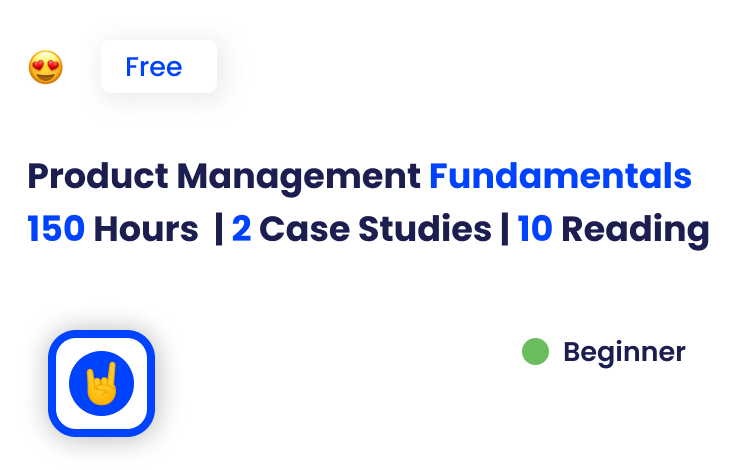 Free
Product Management Fundamentals
150 Hours | 2 Case Studies | 10 Reading
Beginner